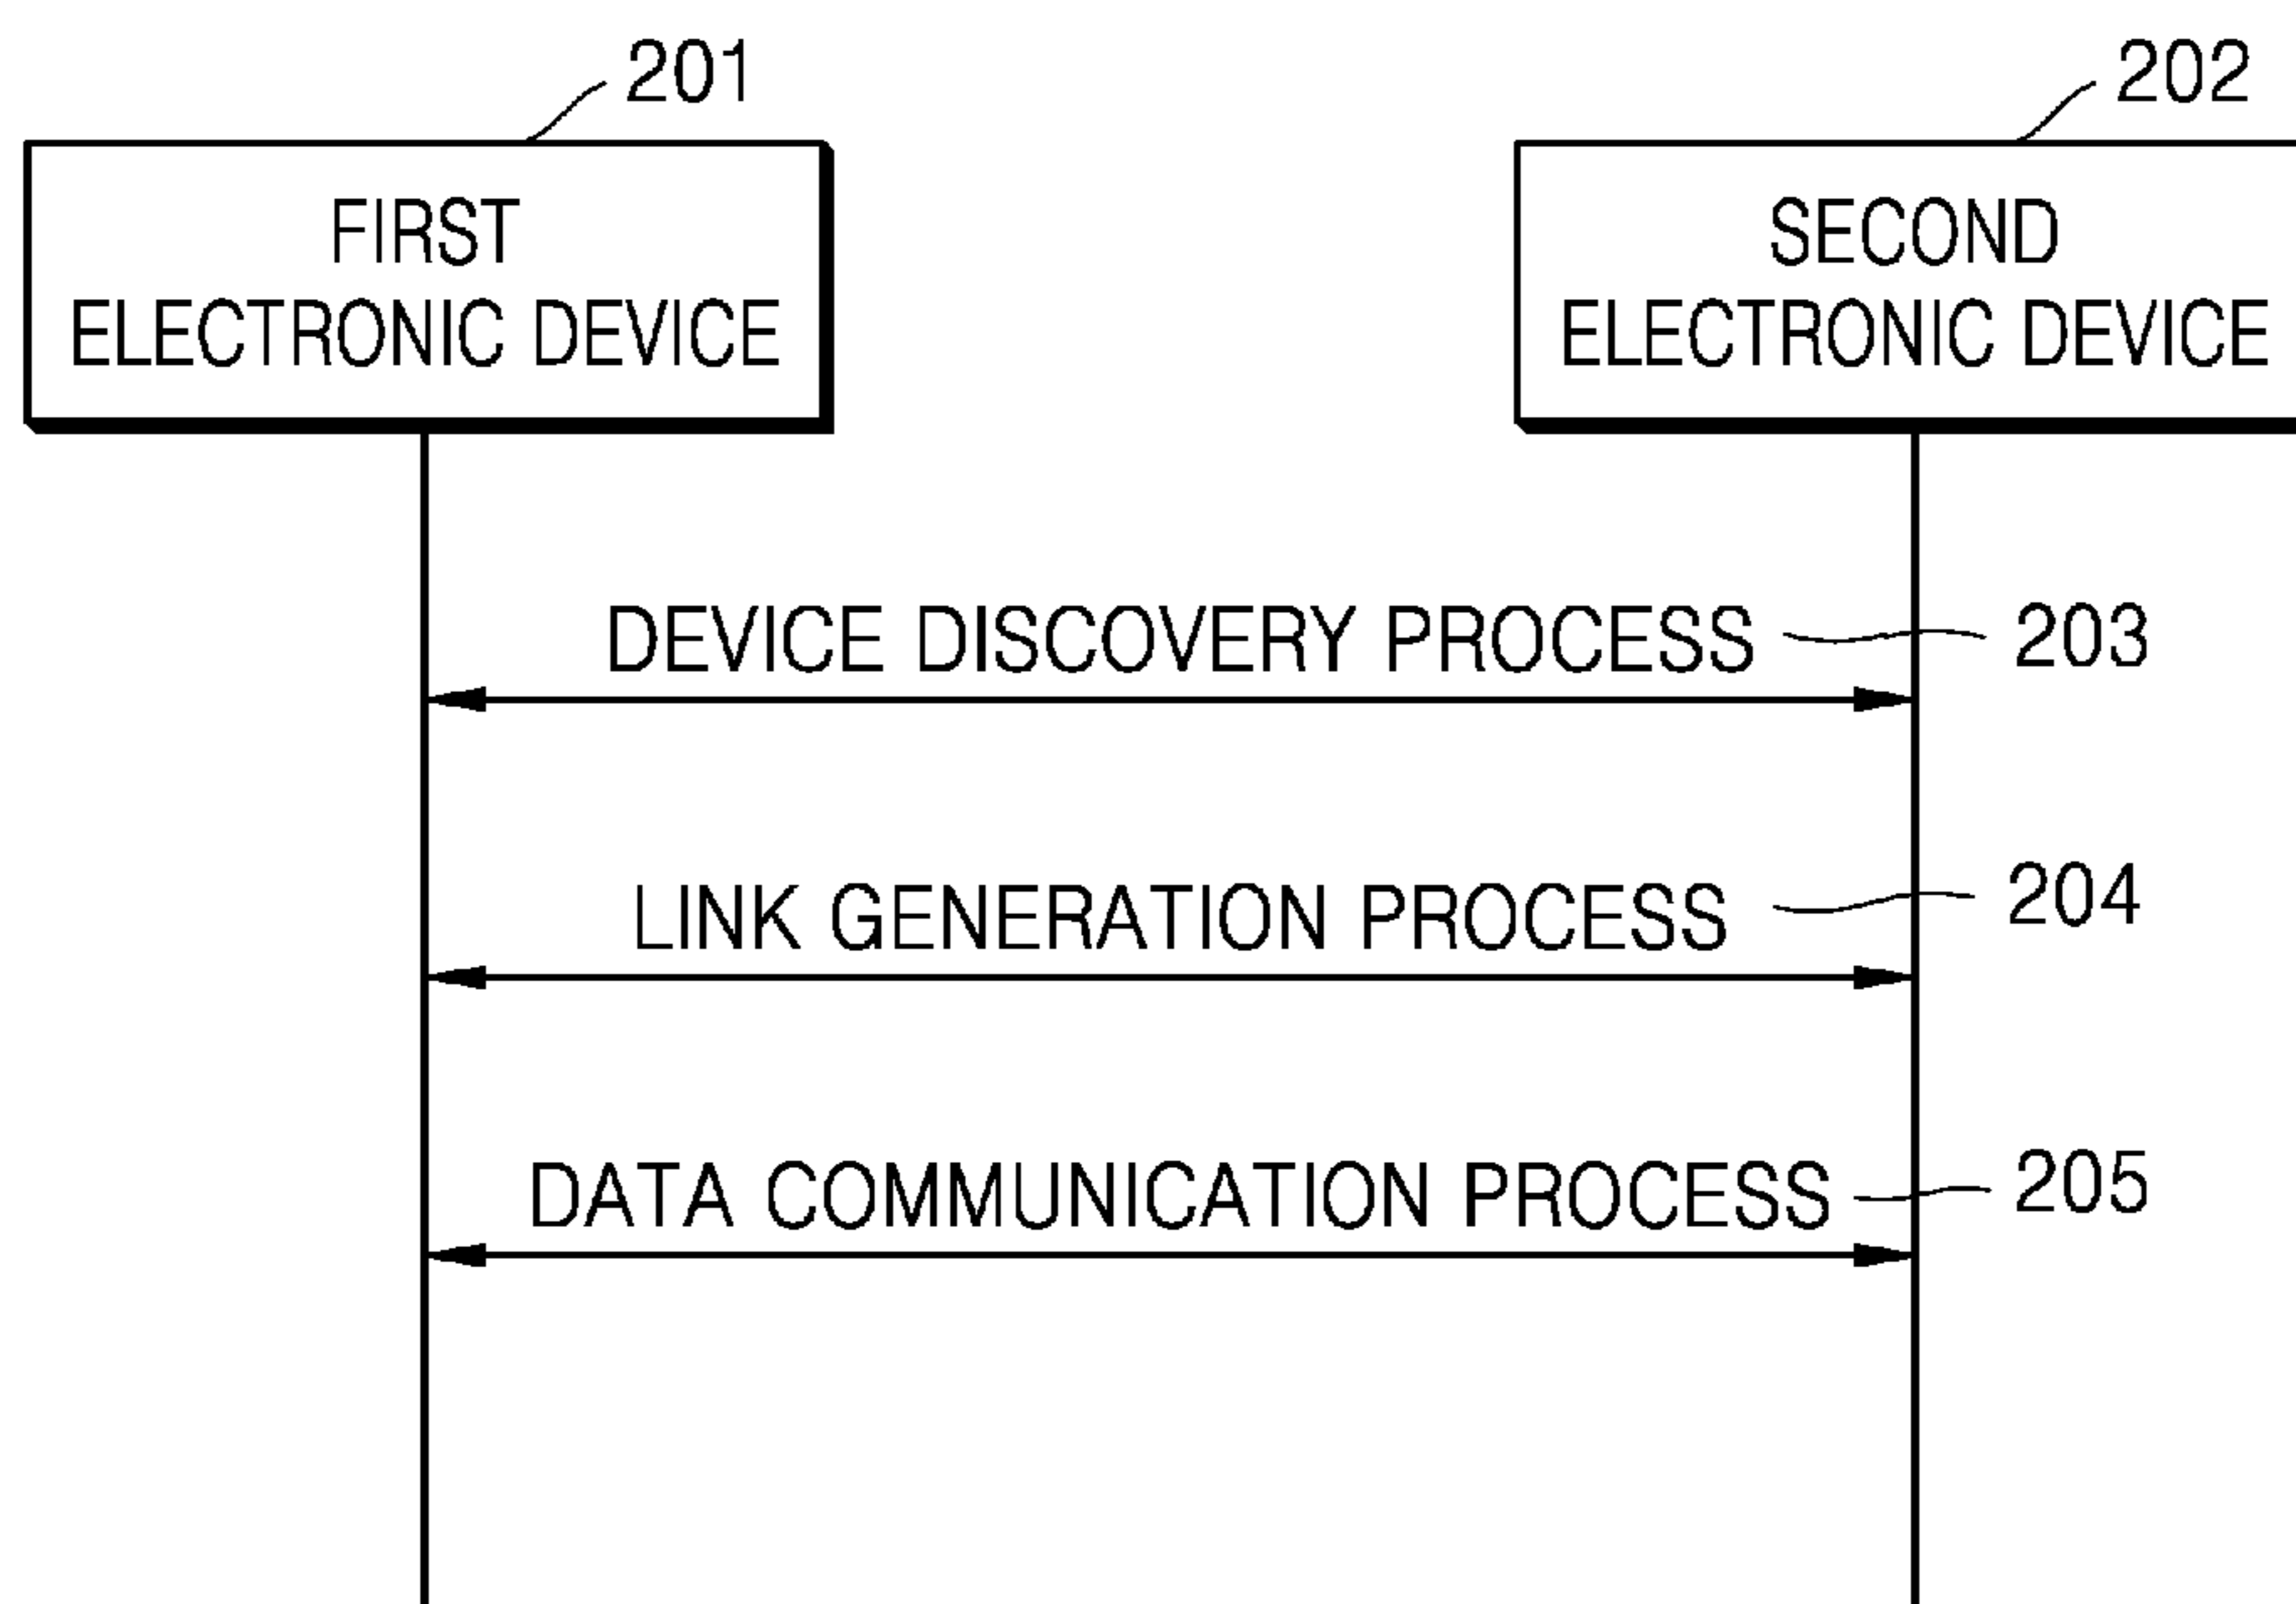 201
202
FIRST
ELECTRONIC DEVICE
SECOND
ELECTRONIC DEVICE
DEVICE DISCOVERY PROCESS 203
LINK GENERATION PROCESS 204
DATA COMMUNICATION PROCESS 205